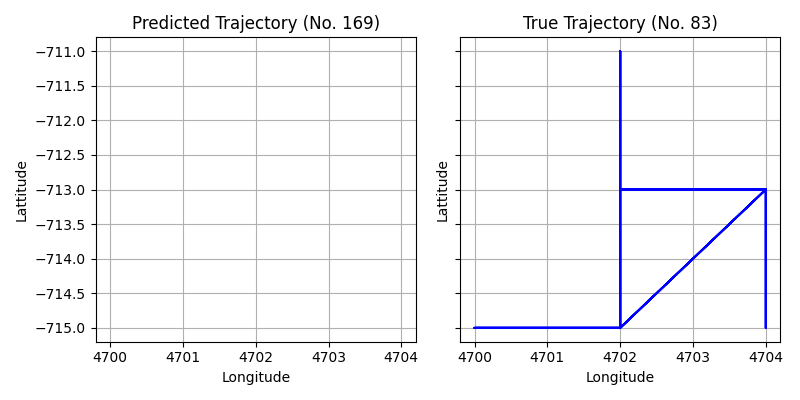 Predicted Trajectory (No. 169)
True Trajectory (No. 83)
−711.0
−711.5
−712.0
−712.5
−713.0
−713.5
−714.0
−714.5
−715.0
Lattitude
Lattitude
4700 4701 4702 4703 4704
4700 4701 4702 4703 4704
Longitude
Longitude